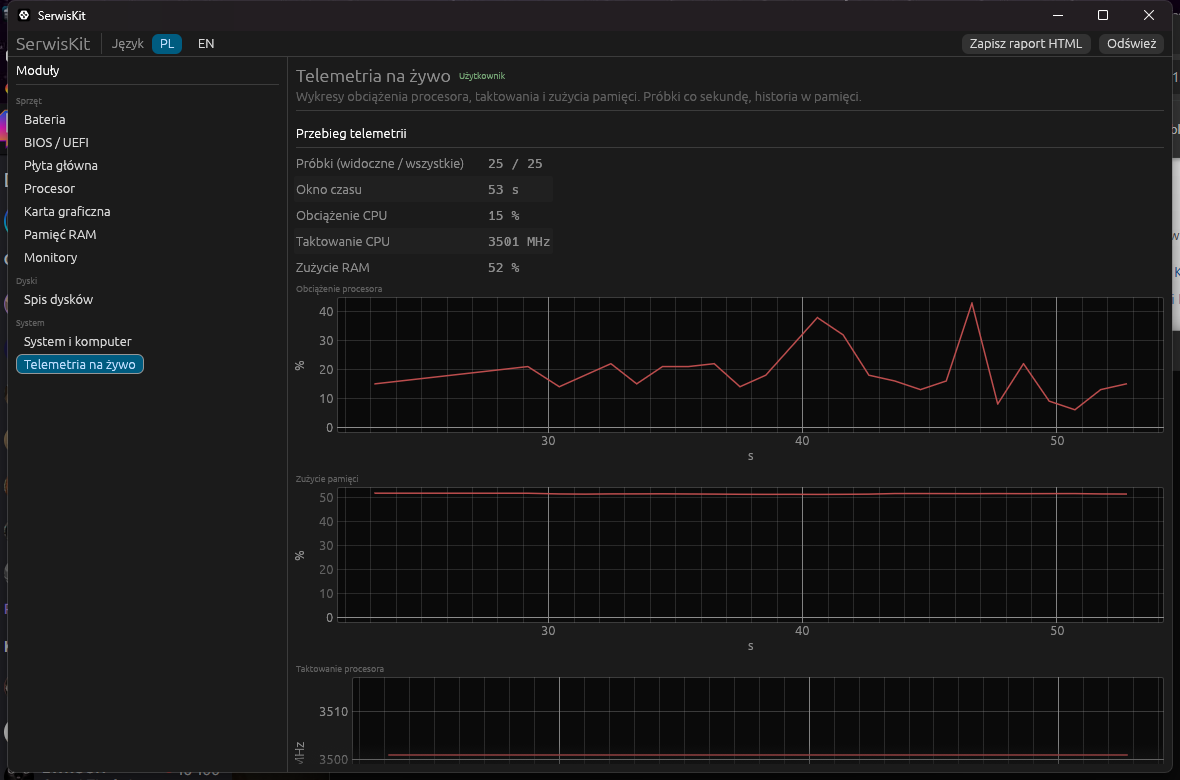 SerwisKit
SerwisKit Język PL EN Zapisz raport HTML Odśwież
Moduły
Sprzęt
Bateria
BIOS / UEFI
Płyta główna
Procesor
Karta graficzna
Pamięć RAM
Monitory
Dyski
Spis dysków
System
System i komputer
Telemetria na żywo
Telemetria na żywo Użytkownik
Wykresy obciążenia procesora, taktowania i zużycia pamięci. Próbki co sekundę, historia w pamięci.
Przebieg telemetrii
Próbki (widoczne / wszystkie) 25 / 25
Okno czasu 53 s
Obciążenie CPU 15 %
Taktowanie CPU 3501 MHz
Zużycie RAM 52 %
Obciążenie procesora
40
30
20
10
0
%
30 40 50
s
Zużycie pamięci
50
40
30
20
10
0
%
30 40 50
s
Taktowanie procesora
3510
3500
MHz